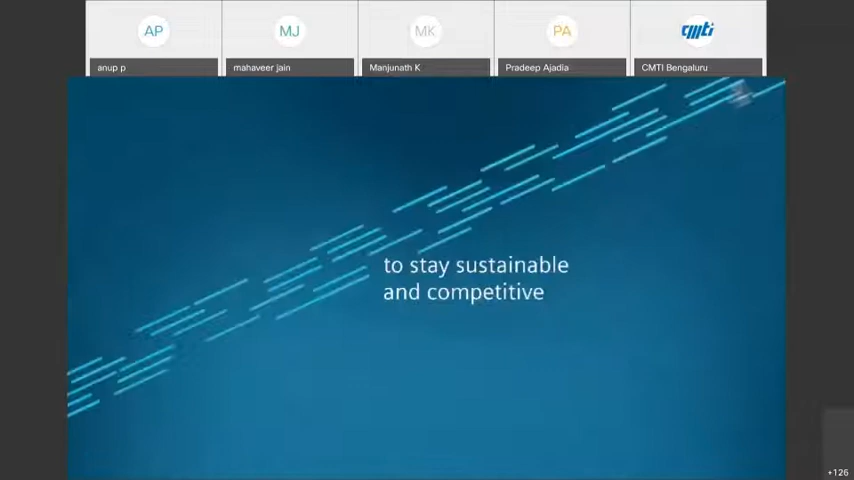 AP
MJ
MK
PA
cmti
anup p
mahaveer jain
Manjunath K
Pradeep Ajadia
CMTI Bengaluru
to stay sustainable
and competitive
+126